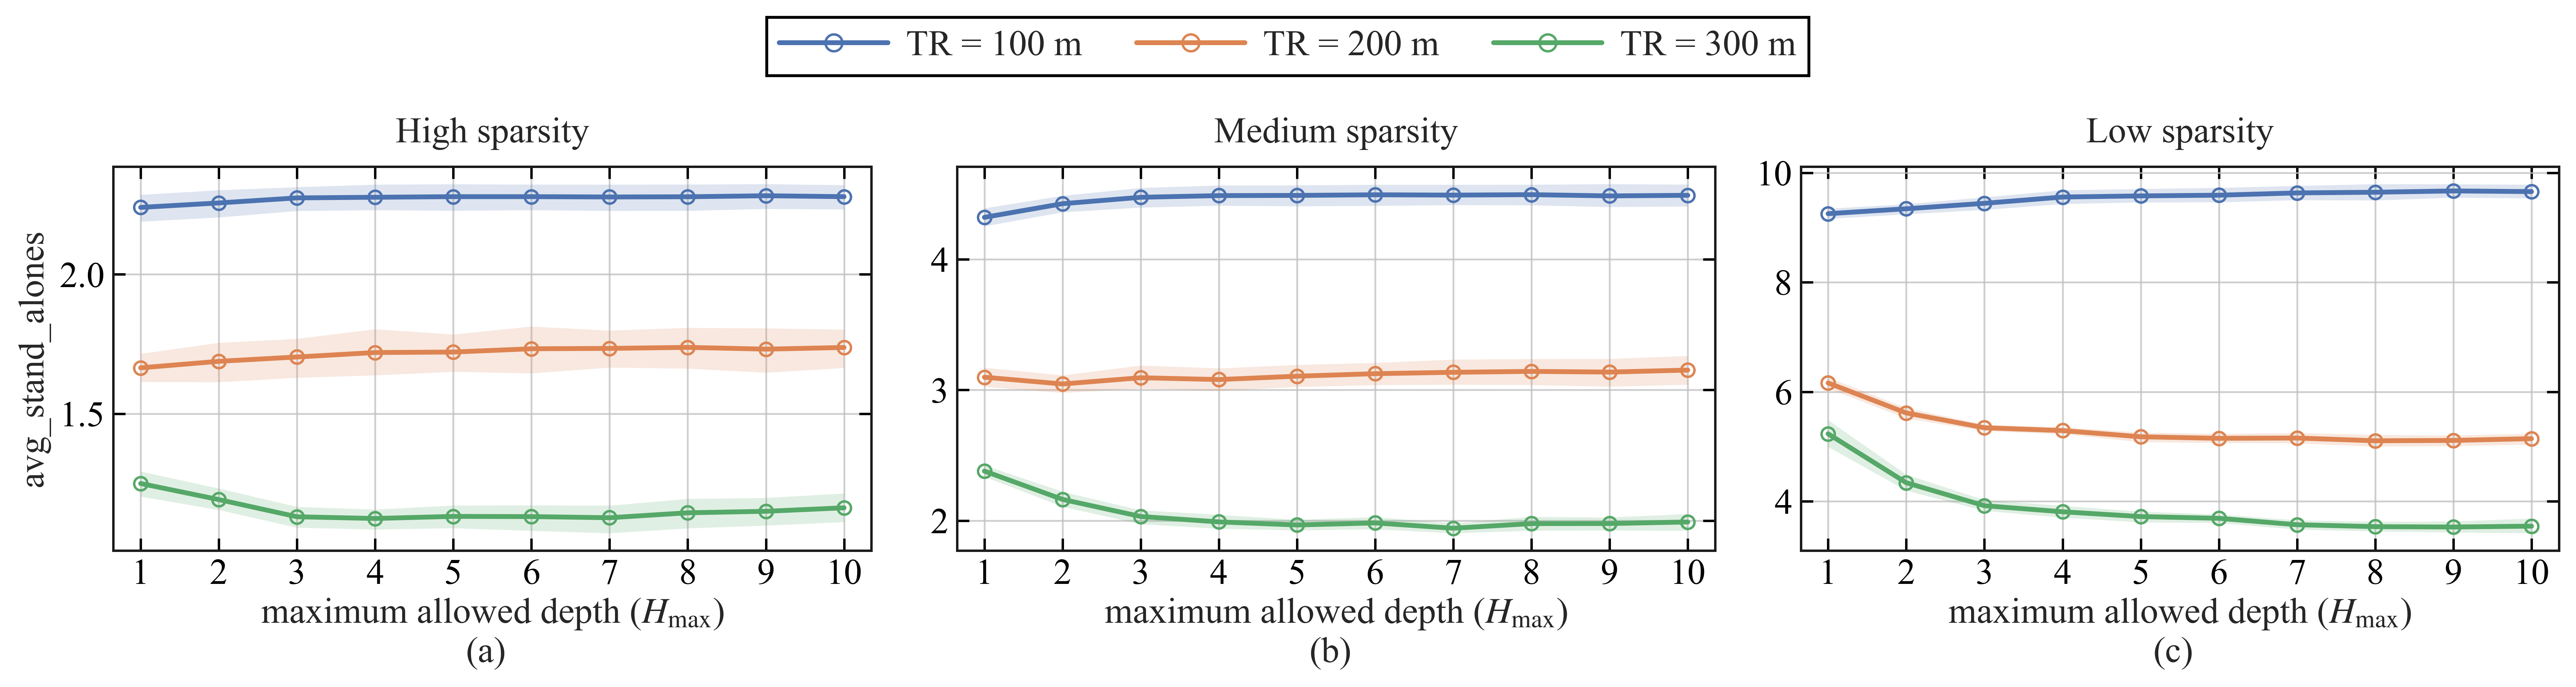 TR = 100 m TR = 200 m TR = 300 m
High sparsity
avg_stand_alones
2.0
1.5
1 2 3 4 5 6 7 8 9 10
maximum allowed depth (Hmax)
(a)
Medium sparsity
4
3
2
1 2 3 4 5 6 7 8 9 10
maximum allowed depth (Hmax)
(b)
Low sparsity
10
8
6
4
1 2 3 4 5 6 7 8 9 10
maximum allowed depth (Hmax)
(c)